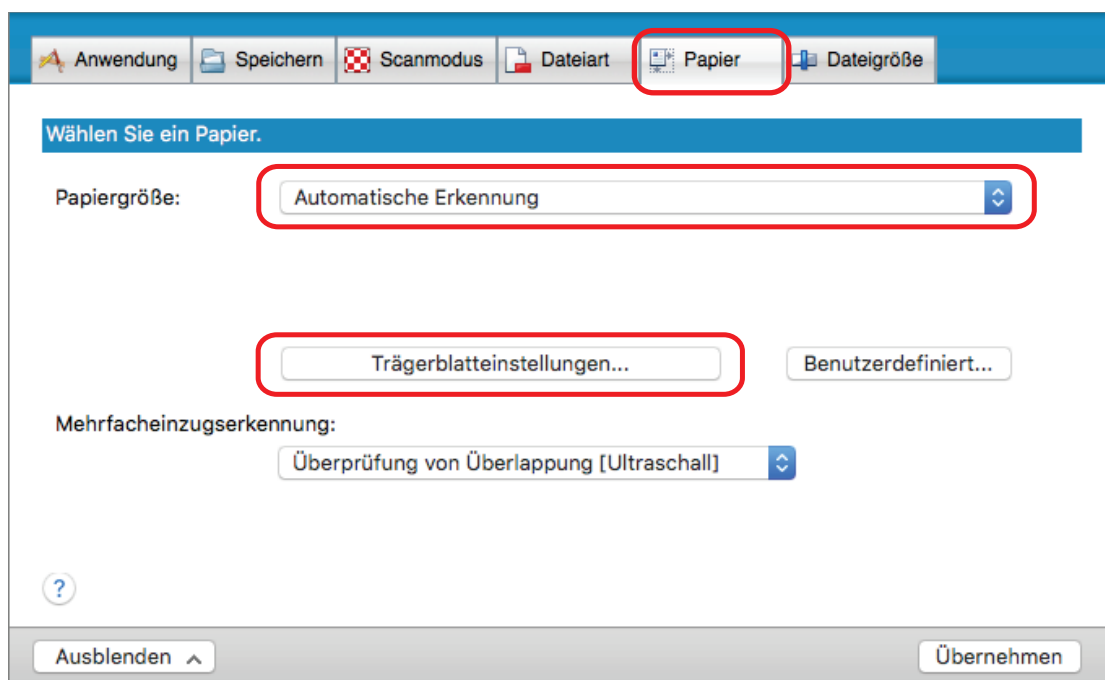 Anwendung Speichern Scanmodus Dateiart Papier Dateigröße
Wählen Sie ein Papier.
Papiergröße: Automatische Erkennung
Trägerblatteinstellungen... Benutzerdefiniert...
Mehrfacheinzugserkennung:
Überprüfung von Überlappung [Ultraschall]
?
Ausblenden Übernehmen